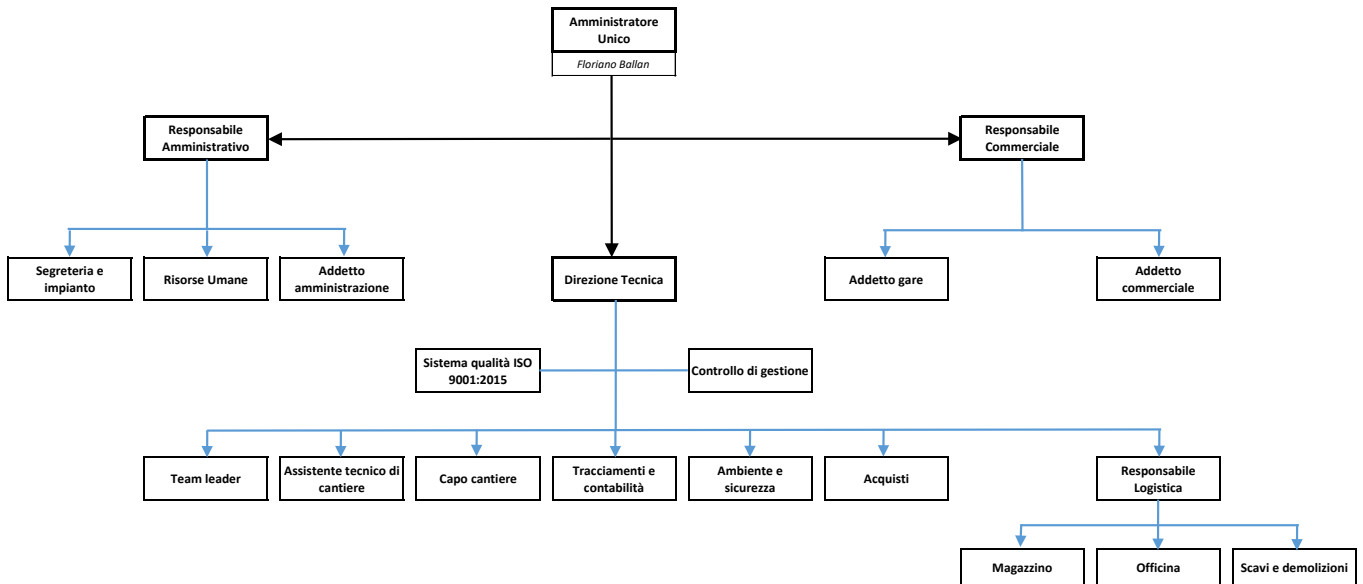 Amministratore
Unico
Floriano Ballan
Responsabile
Amministrativo
Responsabile
Commerciale
Segreteria e
impianto
Risorse Umane
Addetto
amministrazione
Direzione Tecnica
Addetto gare
Addetto
commerciale
Sistema qualità ISO
9001:2015
Controllo di gestione
Team leader
Assistente tecnico di
cantiere
Capo cantiere
Tracciamenti e
contabilità
Ambiente e
sicurezza
Acquisti
Responsabile
Logistica
Magazzino
Officina
Scavi e demolizioni